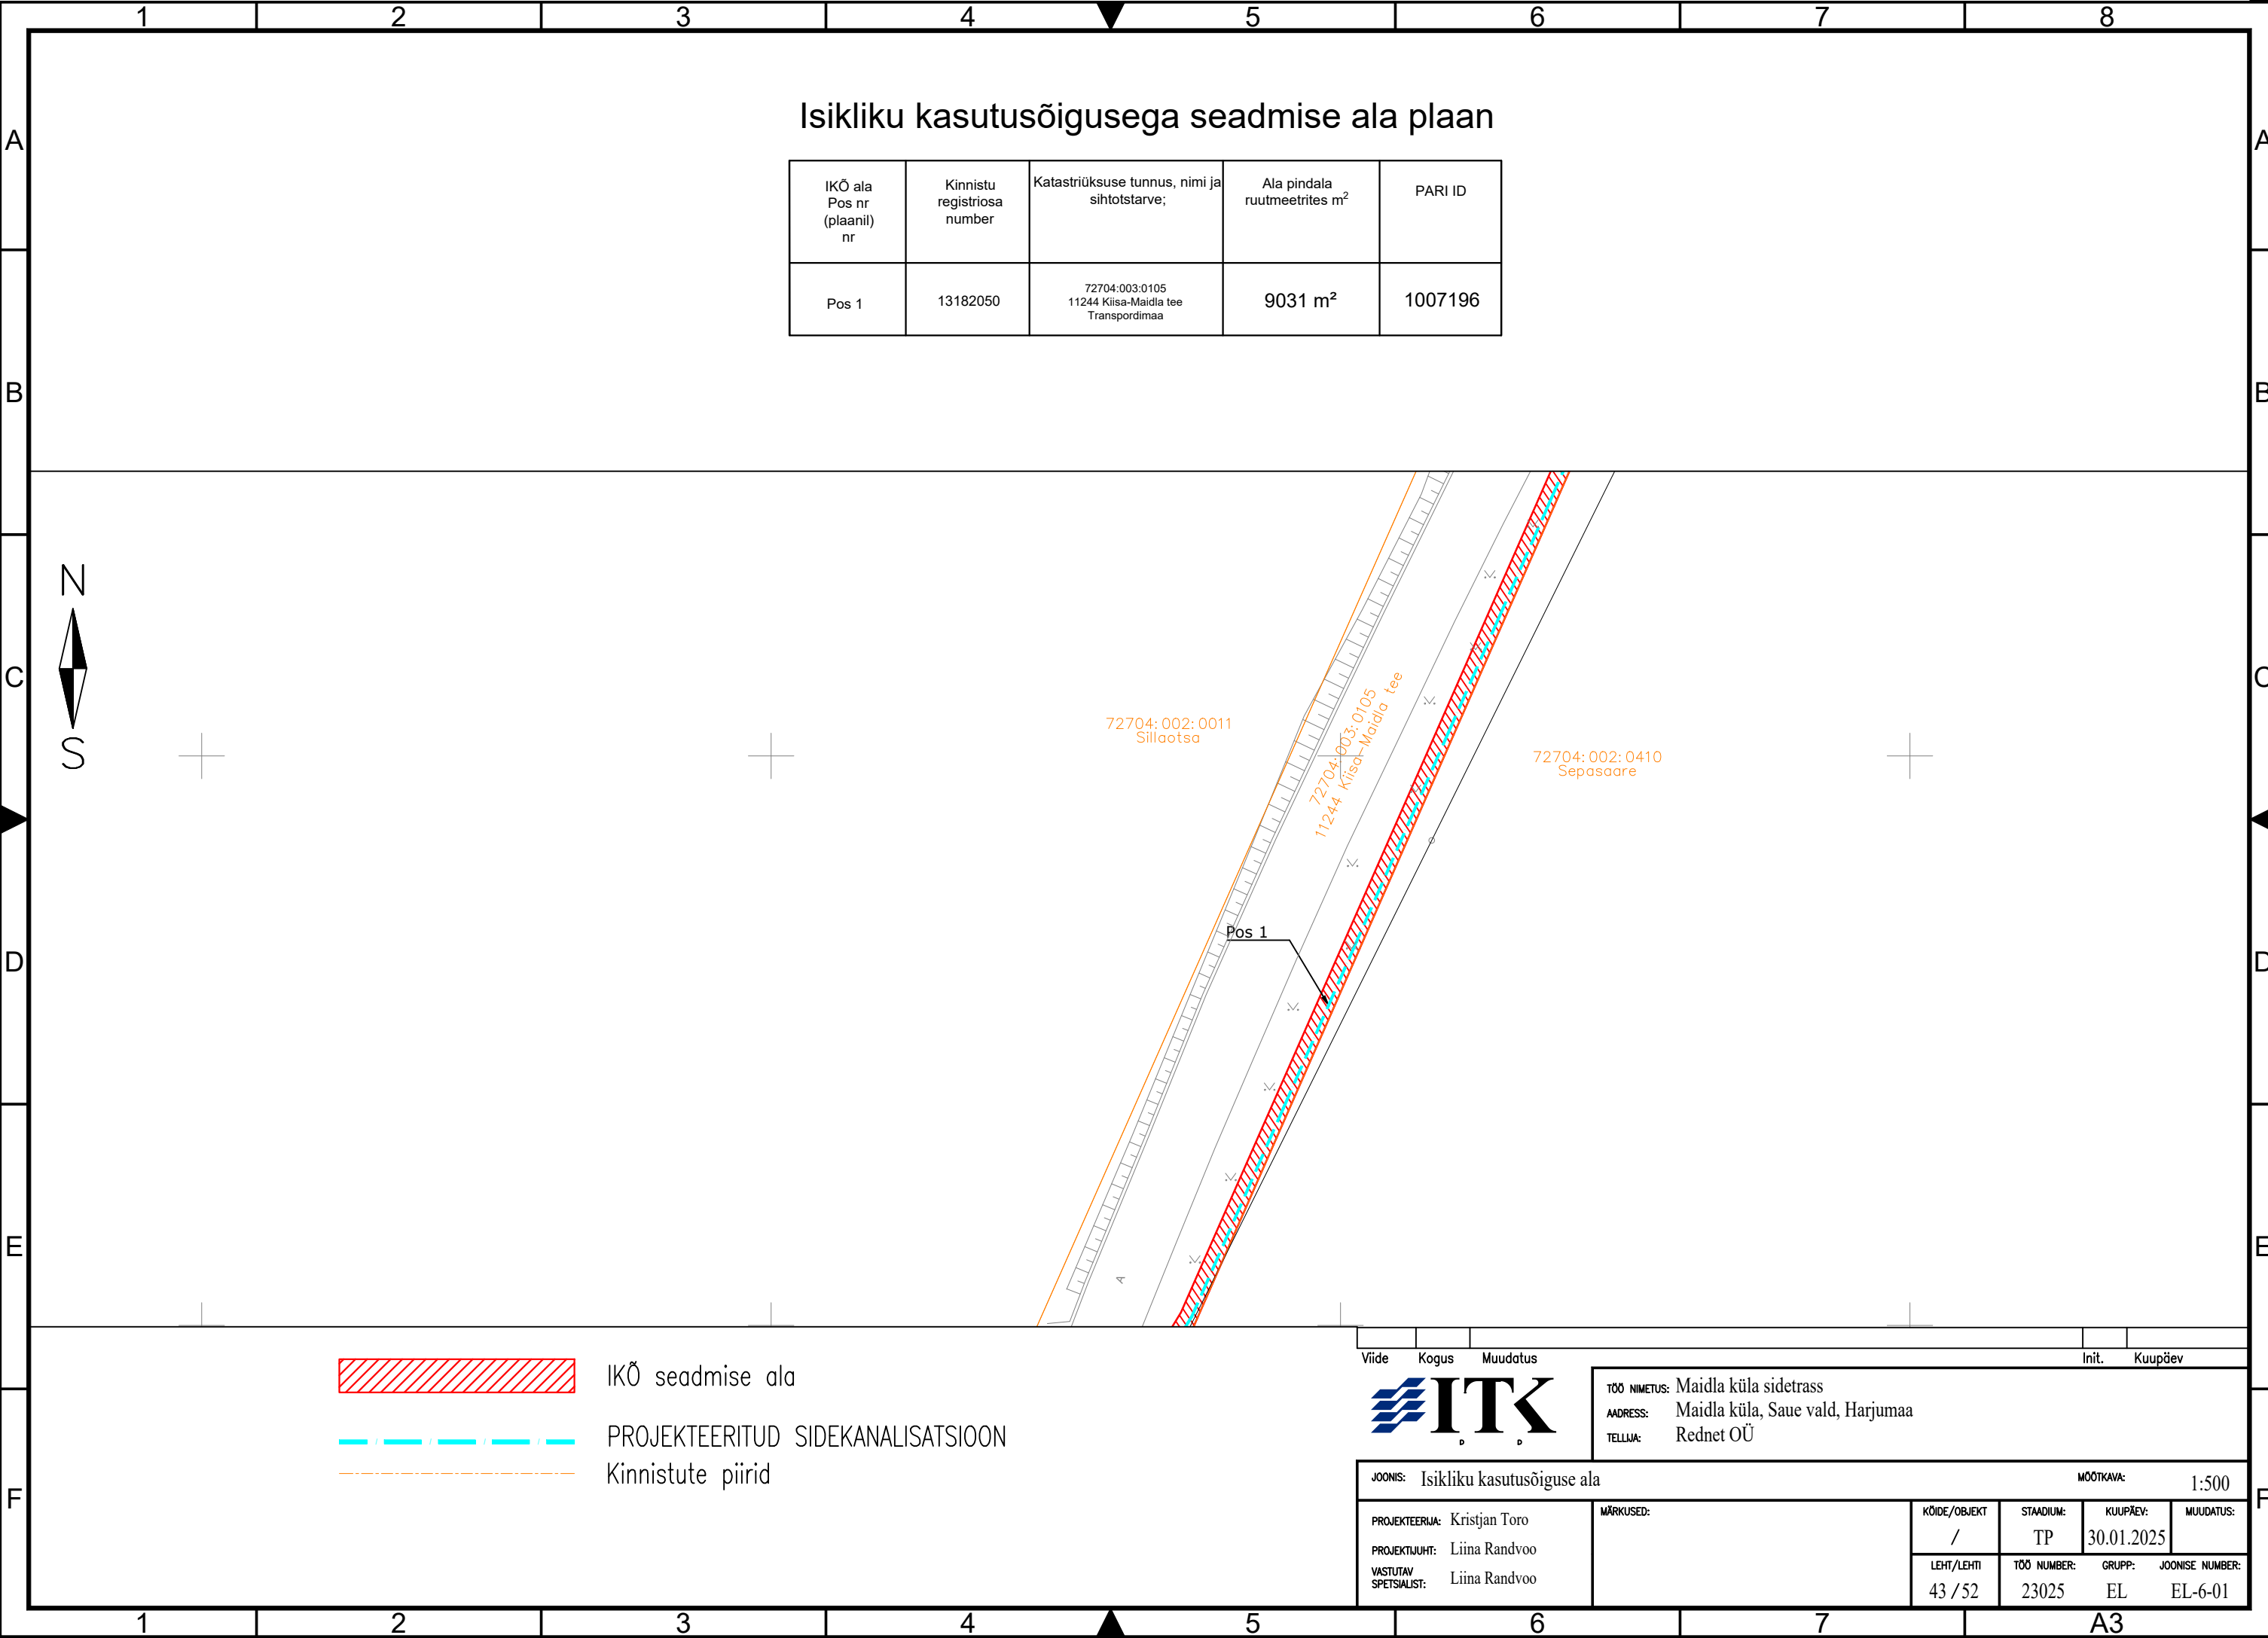 1 2 3 4 5 6 7 8
A A
B B
C C
D D
E E
F F
Isikliku kasutusõigusega seadmise ala plaan
IKÕ ala
Pos nr
(plaanil)
nr
Kinnistu
registriosa
number
Katastriüksuse tunnus, nimi ja
sihtotstarve;
Ala pindala
ruutmeetrites m²
PARI ID
Pos 1
13182050
72704:003:0105
11244 Kiisa-Maidla tee
Transpordimaa
9031 m²
1007196
N
S
72704:002:0011
Sillaotsa
72704:003:0105
11244 Kiisa-Maidla tee
72704:002:0410
Sepasaare
Pos 1
A
IKÕ seadmise ala
PROJEKTEERITUD SIDEKANALISATSIOON
Kinnistute piirid
Viide Kogus Muudatus Init. Kuupäev
ITK
D D
TÖÖ NIMETUS: Maidla küla sidetrass
AADRESS: Maidla küla, Saue vald, Harjumaa
TELLIJA: Rednet OÜ
JOONIS: Isikliku kasutusõiguse ala
MÕÕTKAVA: 1:500
PROJEKTEERIJA: Kristjan Toro
PROJEKTIJUHT: Liina Randvoo
VASTUTAV
SPETSIALIST: Liina Randvoo
MÄRKUSED:
KÖIDE/OBJEKT STAADIUM: KUUPÄEV: MUUDATUS:
/ TP 30.01.2025
LEHT/LEHTI TÖÖ NUMBER: GRUPP: JOONISE NUMBER:
43 / 52 23025 EL EL-6-01
1 2 3 4 5 6 7 A3